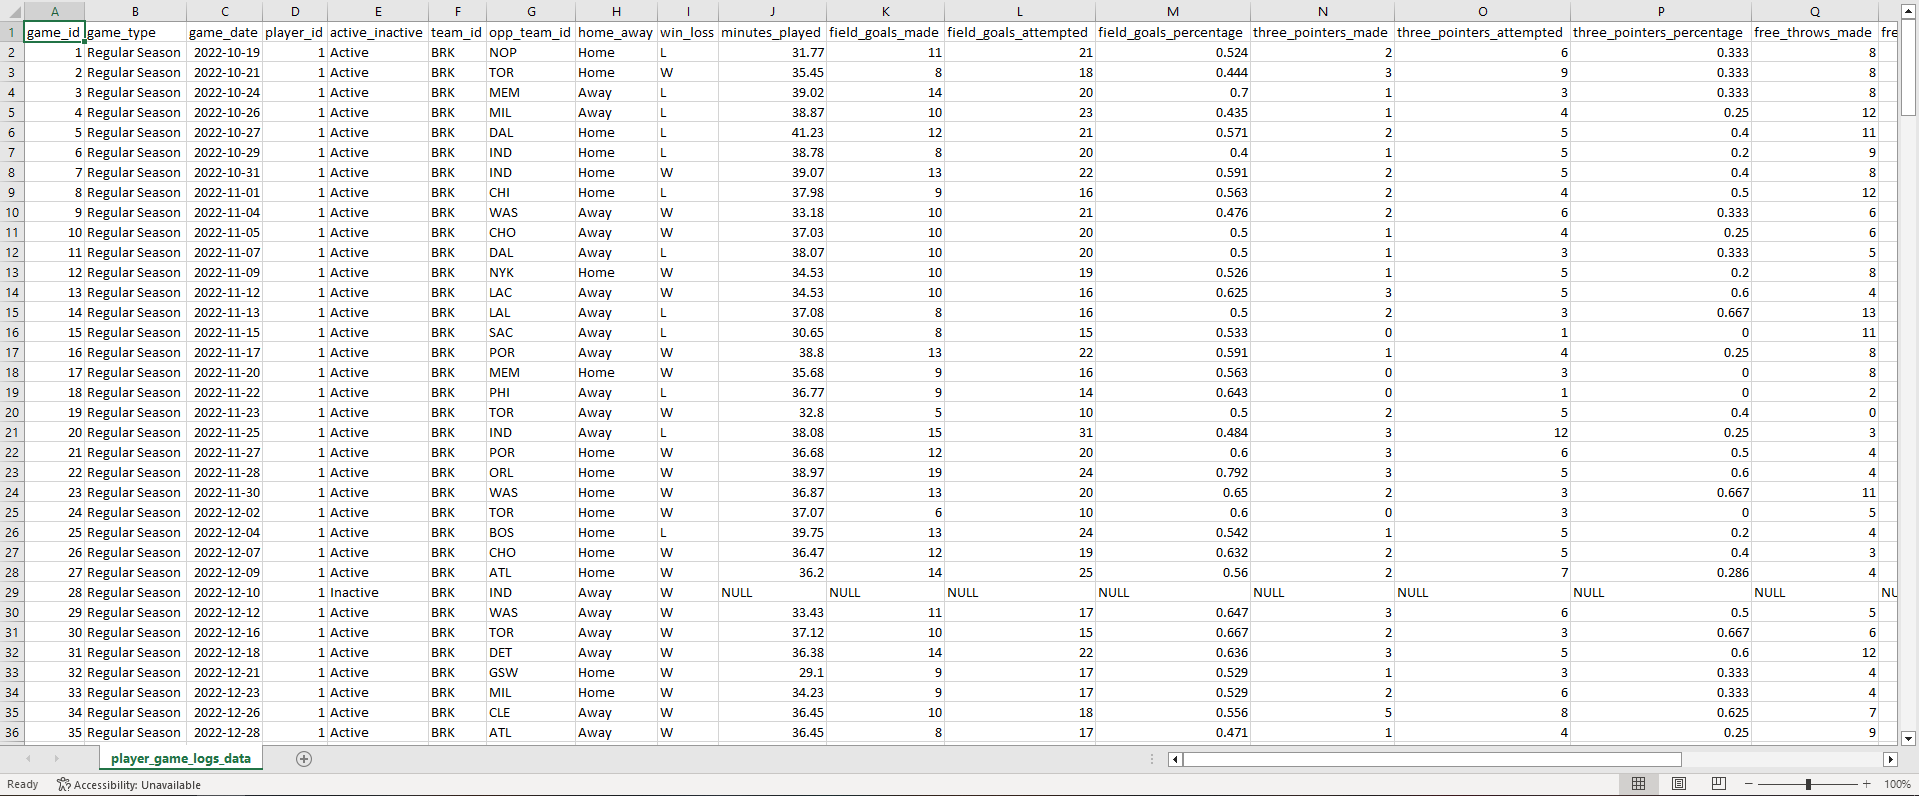 A B C D E F G H I J K L M N O P Q
1 game_id game_type game_date player_id active_inactive team_id opp_team_id home_away win_loss minutes_played field_goals_made field_goals_attempted field_goals_percentage three_pointers_made three_pointers_attempted three_pointers_percentage free_throws_made fre
2 1 Regular Season 2022-10-19 1 Active BRK NOP Home L 31.77 11 21 0.524 2 6 0.333 8
3 2 Regular Season 2022-10-21 1 Active BRK TOR Home W 35.45 8 18 0.444 3 9 0.333 8
4 3 Regular Season 2022-10-24 1 Active BRK MEM Away L 39.02 14 20 0.7 1 3 0.333 8
5 4 Regular Season 2022-10-26 1 Active BRK MIL Away L 38.87 10 23 0.435 1 4 0.25 12
6 5 Regular Season 2022-10-27 1 Active BRK DAL Home L 41.23 12 21 0.571 2 5 0.4 11
7 6 Regular Season 2022-10-29 1 Active BRK IND Home L 38.78 8 20 0.4 1 5 0.2 9
8 7 Regular Season 2022-10-31 1 Active BRK IND Home W 39.07 13 22 0.591 2 5 0.4 8
9 8 Regular Season 2022-11-01 1 Active BRK CHI Home L 37.98 9 16 0.563 2 4 0.5 12
10 9 Regular Season 2022-11-04 1 Active BRK WAS Away W 33.18 10 21 0.476 2 6 0.333 6
11 10 Regular Season 2022-11-05 1 Active BRK CHO Away W 37.03 10 20 0.5 1 4 0.25 6
12 11 Regular Season 2022-11-07 1 Active BRK DAL Away L 38.07 10 20 0.5 1 3 0.333 5
13 12 Regular Season 2022-11-09 1 Active BRK NYK Home W 34.53 10 19 0.526 1 5 0.2 8
14 13 Regular Season 2022-11-12 1 Active BRK LAC Away W 34.53 10 16 0.625 3 5 0.6 4
15 14 Regular Season 2022-11-13 1 Active BRK LAL Away L 37.08 8 16 0.5 2 3 0.667 13
16 15 Regular Season 2022-11-15 1 Active BRK SAC Away L 30.65 8 15 0.533 0 1 0 11
17 16 Regular Season 2022-11-17 1 Active BRK POR Away W 38.8 13 22 0.591 1 4 0.25 8
18 17 Regular Season 2022-11-20 1 Active BRK MEM Home W 35.68 9 16 0.563 0 3 0 8
19 18 Regular Season 2022-11-22 1 Active BRK PHI Away L 36.77 9 14 0.643 0 1 0 2
20 19 Regular Season 2022-11-23 1 Active BRK TOR Away W 32.8 5 10 0.5 2 5 0.4 0
21 20 Regular Season 2022-11-25 1 Active BRK IND Away L 38.08 15 31 0.484 3 12 0.25 3
22 21 Regular Season 2022-11-27 1 Active BRK POR Home W 36.68 12 20 0.6 3 6 0.5 4
23 22 Regular Season 2022-11-28 1 Active BRK ORL Home W 38.97 19 24 0.792 3 5 0.6 4
24 23 Regular Season 2022-11-30 1 Active BRK WAS Home W 36.87 13 20 0.65 2 3 0.667 11
25 24 Regular Season 2022-12-02 1 Active BRK TOR Home W 37.07 6 10 0.6 0 3 0 5
26 25 Regular Season 2022-12-04 1 Active BRK BOS Home L 39.75 13 24 0.542 1 5 0.2 4
27 26 Regular Season 2022-12-07 1 Active BRK CHO Home W 36.47 12 19 0.632 2 5 0.4 3
28 27 Regular Season 2022-12-09 1 Active BRK ATL Home W 36.2 14 25 0.56 2 7 0.286 4
29 28 Regular Season 2022-12-10 1 Inactive BRK IND Away W NULL NULL NULL NULL NULL NULL NULL NULL NU
30 29 Regular Season 2022-12-12 1 Active BRK WAS Away W 33.43 11 17 0.647 3 6 0.5 5
31 30 Regular Season 2022-12-16 1 Active BRK TOR Away W 37.12 10 15 0.667 2 3 0.667 6
32 31 Regular Season 2022-12-18 1 Active BRK DET Away W 36.38 14 22 0.636 3 5 0.6 12
33 32 Regular Season 2022-12-21 1 Active BRK GSW Home W 29.1 9 17 0.529 1 3 0.333 4
34 33 Regular Season 2022-12-23 1 Active BRK MIL Home W 34.23 9 17 0.529 2 6 0.333 4
35 34 Regular Season 2022-12-26 1 Active BRK CLE Away W 36.45 10 18 0.556 5 8 0.625 7
36 35 Regular Season 2022-12-28 1 Active BRK ATL Away W 36.45 8 17 0.471 1 4 0.25 9
player_game_logs_data
Ready Accessibility: Unavailable 100%